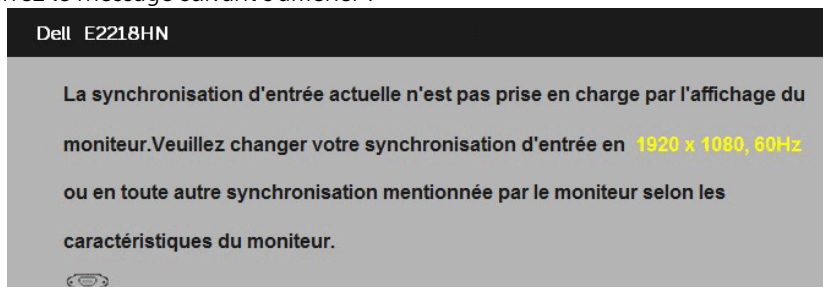 Dell E2218HN
La synchronisation d'entrée actuelle n'est pas prise en charge par l'affichage du
moniteur.Veuillez changer votre synchronisation d'entrée en 1920 x 1080, 60Hz
ou en toute autre synchronisation mentionnée par le moniteur selon les
caractéristiques du moniteur.